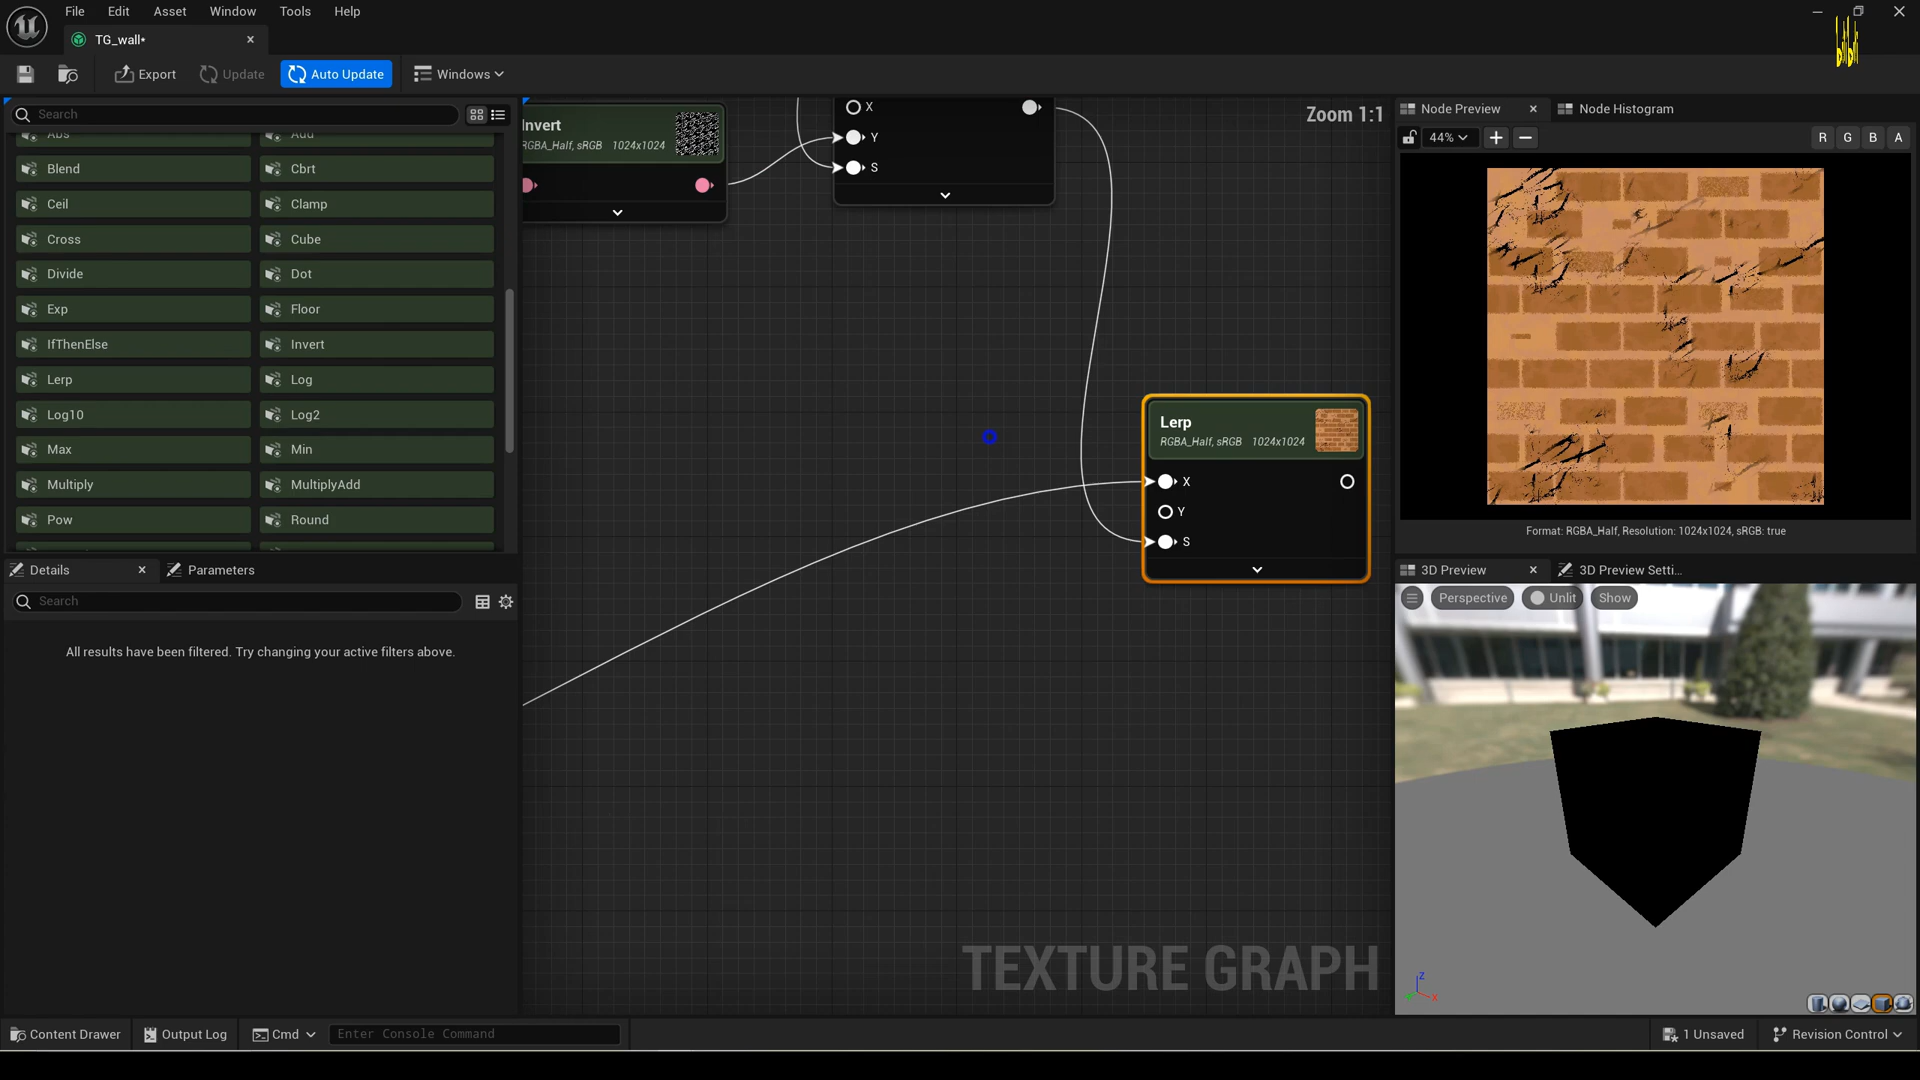 File Edit Asset Window Tools Help
TG_wall•
Export Update Auto Update Windows
Search
Abs Add
Blend Cbrt
Ceil Clamp
Cross Cube
Divide Dot
Exp Floor
IfThenElse Invert
Lerp Log
Log10 Log2
Max Min
Multiply MultiplyAdd
Pow Round
Details Parameters
Search
All results have been filtered. Try changing your active filters above.
Invert
RGBA_Half, sRGB 1024x1024
X
Y
S
Zoom 1:1
Lerp
RGBA_Half, sRGB 1024x1024
X
Y
S
TEXTURE GRAPH
Node Preview Node Histogram
44% R G B A
Format: RGBA_Half, Resolution: 1024x1024, sRGB: true
3D Preview 3D Preview Setti...
Perspective Unlit Show
Z
X
Content Drawer Output Log Cmd Enter Console Command 1 Unsaved Revision Control